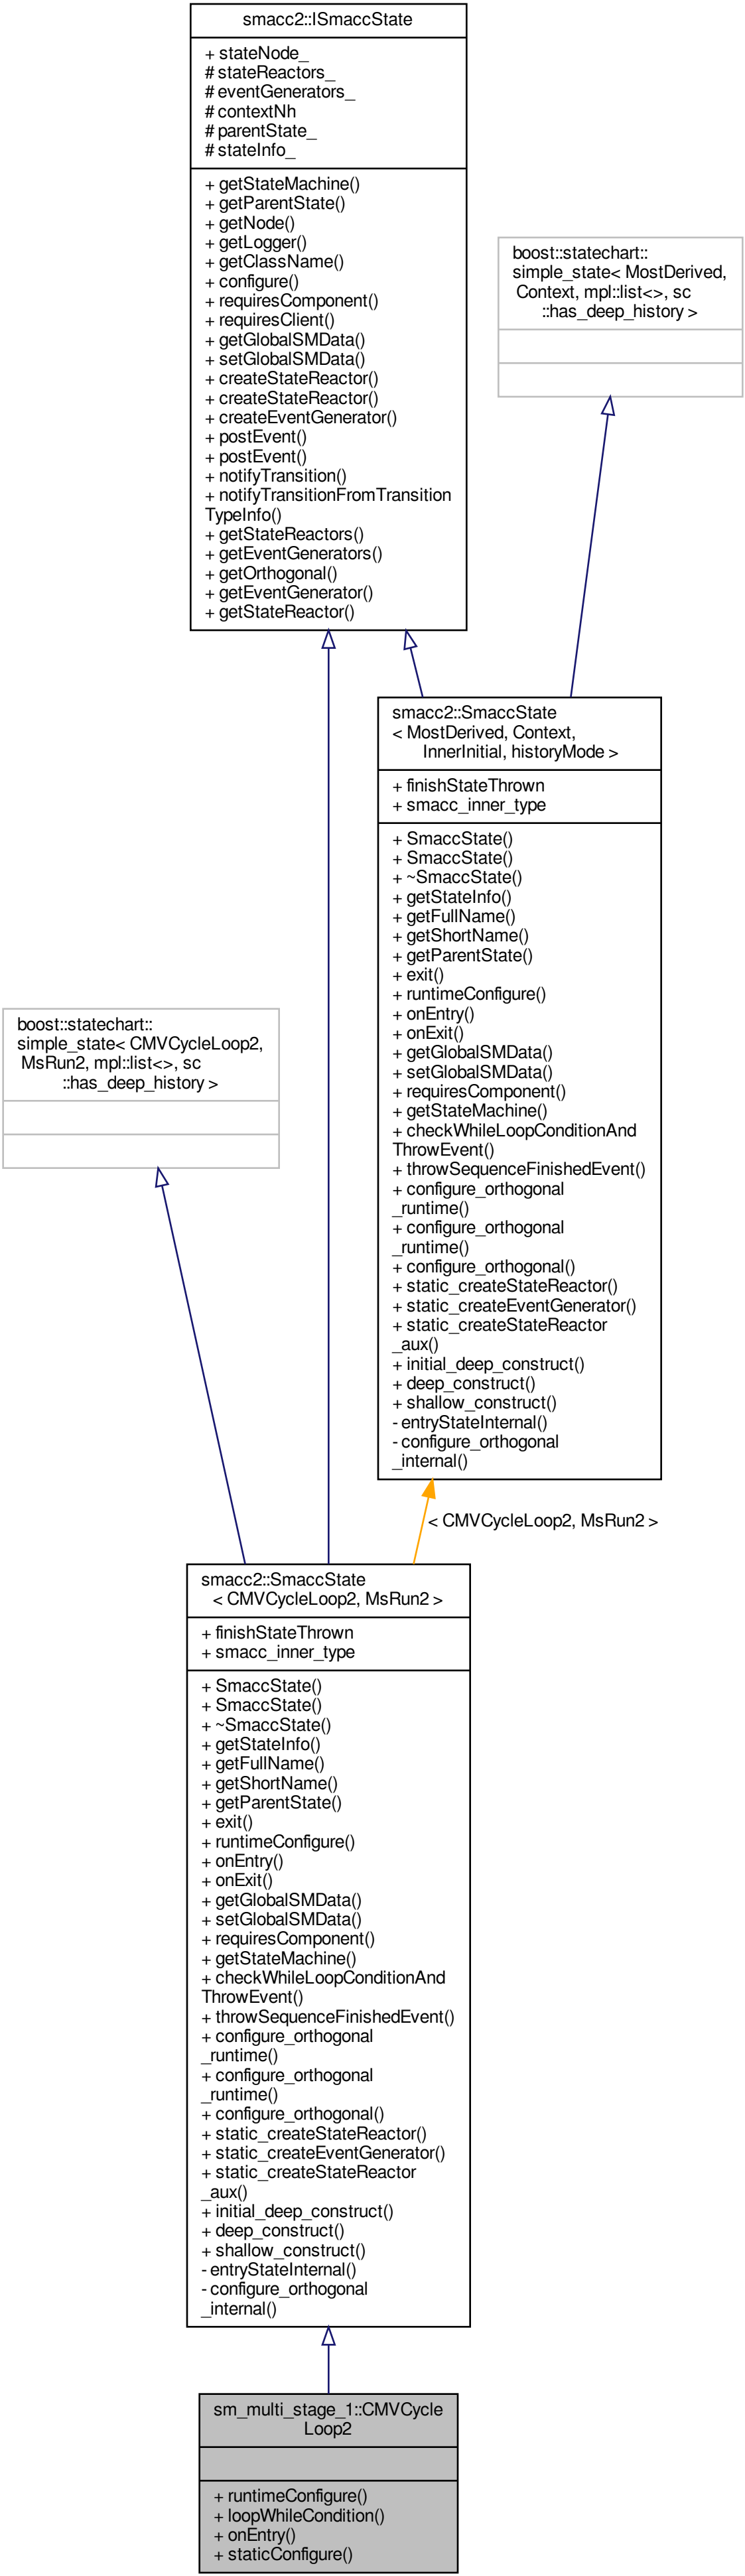 smacc2::ISmaccState
+ stateNode_
# stateReactors_
# eventGenerators_
# contextNh
# parentState_
# stateInfo_
+ getStateMachine()
+ getParentState()
+ getNode()
+ getLogger()
+ getClassName()
+ configure()
+ requiresComponent()
+ requiresClient()
+ getGlobalSMData()
+ setGlobalSMData()
+ createStateReactor()
+ createStateReactor()
+ createEventGenerator()
+ postEvent()
+ postEvent()
+ notifyTransition()
+ notifyTransitionFromTransition
TypeInfo()
+ getStateReactors()
+ getEventGenerators()
+ getOrthogonal()
+ getEventGenerator()
+ getStateReactor()
boost::statechart::
simple_state< MostDerived,
Context, mpl::list<>, sc
::has_deep_history >
smacc2::SmaccState
< MostDerived, Context,
InnerInitial, historyMode >
+ finishStateThrown
+ smacc_inner_type
+ SmaccState()
+ SmaccState()
+ ~SmaccState()
+ getStateInfo()
+ getFullName()
+ getShortName()
+ getParentState()
+ exit()
+ runtimeConfigure()
+ onEntry()
+ onExit()
+ getGlobalSMData()
+ setGlobalSMData()
+ requiresComponent()
+ getStateMachine()
+ checkWhileLoopConditionAnd
ThrowEvent()
+ throwSequenceFinishedEvent()
+ configure_orthogonal
_runtime()
+ configure_orthogonal
_runtime()
+ configure_orthogonal()
+ static_createStateReactor()
+ static_createEventGenerator()
+ static_createStateReactor
_aux()
+ initial_deep_construct()
+ deep_construct()
+ shallow_construct()
- entryStateInternal()
- configure_orthogonal
_internal()
boost::statechart::
simple_state< CMVCycleLoop2,
MsRun2, mpl::list<>, sc
::has_deep_history >
< CMVCycleLoop2, MsRun2 >
smacc2::SmaccState
< CMVCycleLoop2, MsRun2 >
+ finishStateThrown
+ smacc_inner_type
+ SmaccState()
+ SmaccState()
+ ~SmaccState()
+ getStateInfo()
+ getFullName()
+ getShortName()
+ getParentState()
+ exit()
+ runtimeConfigure()
+ onEntry()
+ onExit()
+ getGlobalSMData()
+ setGlobalSMData()
+ requiresComponent()
+ getStateMachine()
+ checkWhileLoopConditionAnd
ThrowEvent()
+ throwSequenceFinishedEvent()
+ configure_orthogonal
_runtime()
+ configure_orthogonal
_runtime()
+ configure_orthogonal()
+ static_createStateReactor()
+ static_createEventGenerator()
+ static_createStateReactor
_aux()
+ initial_deep_construct()
+ deep_construct()
+ shallow_construct()
- entryStateInternal()
- configure_orthogonal
_internal()
sm_multi_stage_1::CMVCycle
Loop2
+ runtimeConfigure()
+ loopWhileCondition()
+ onEntry()
+ staticConfigure()